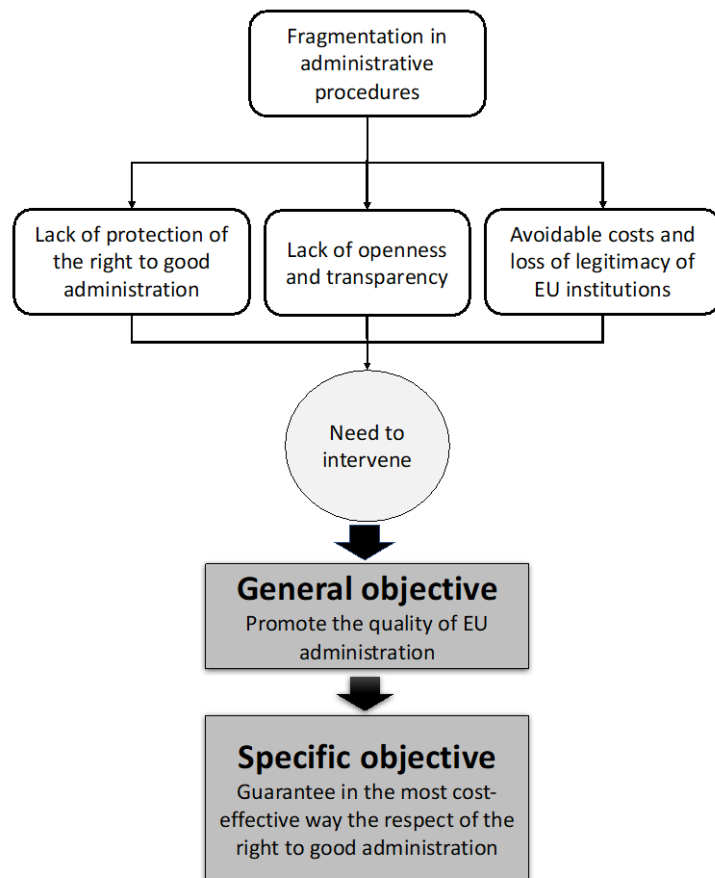 Fragmentation in
administrative
procedures
Lack of protection of
the right to good
administration
Lack of openness
and transparency
Avoidable costs and
loss of legitimacy of
EU institutions
Need to
intervene
General objective
Promote the quality of EU
administration
Specific objective
Guarantee in the most cost-
effective way the respect of the
right to good administration